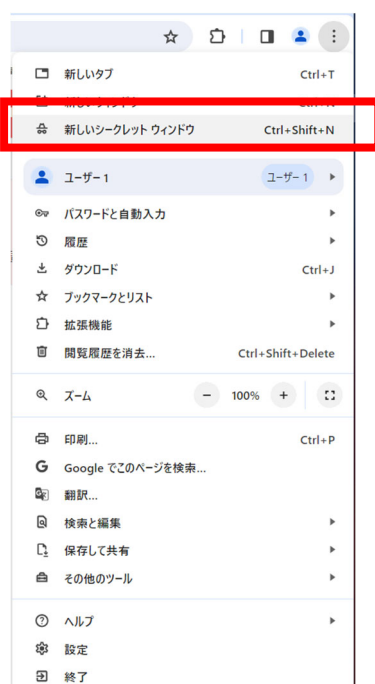 新しいタブ Ctrl+T
新しいシークレット ウィンドウ Ctrl+Shift+N
ユーザー 1 ユーザー 1
パスワードと自動入力
履歴
ダウンロード Ctrl+J
ブックマークとリスト
拡張機能
閲覧履歴を消去... Ctrl+Shift+Delete
ズーム − 100% +
印刷... Ctrl+P
G Google でこのページを検索...
翻訳...
検索と編集
保存して共有
その他のツール
ヘルプ
設定
終了